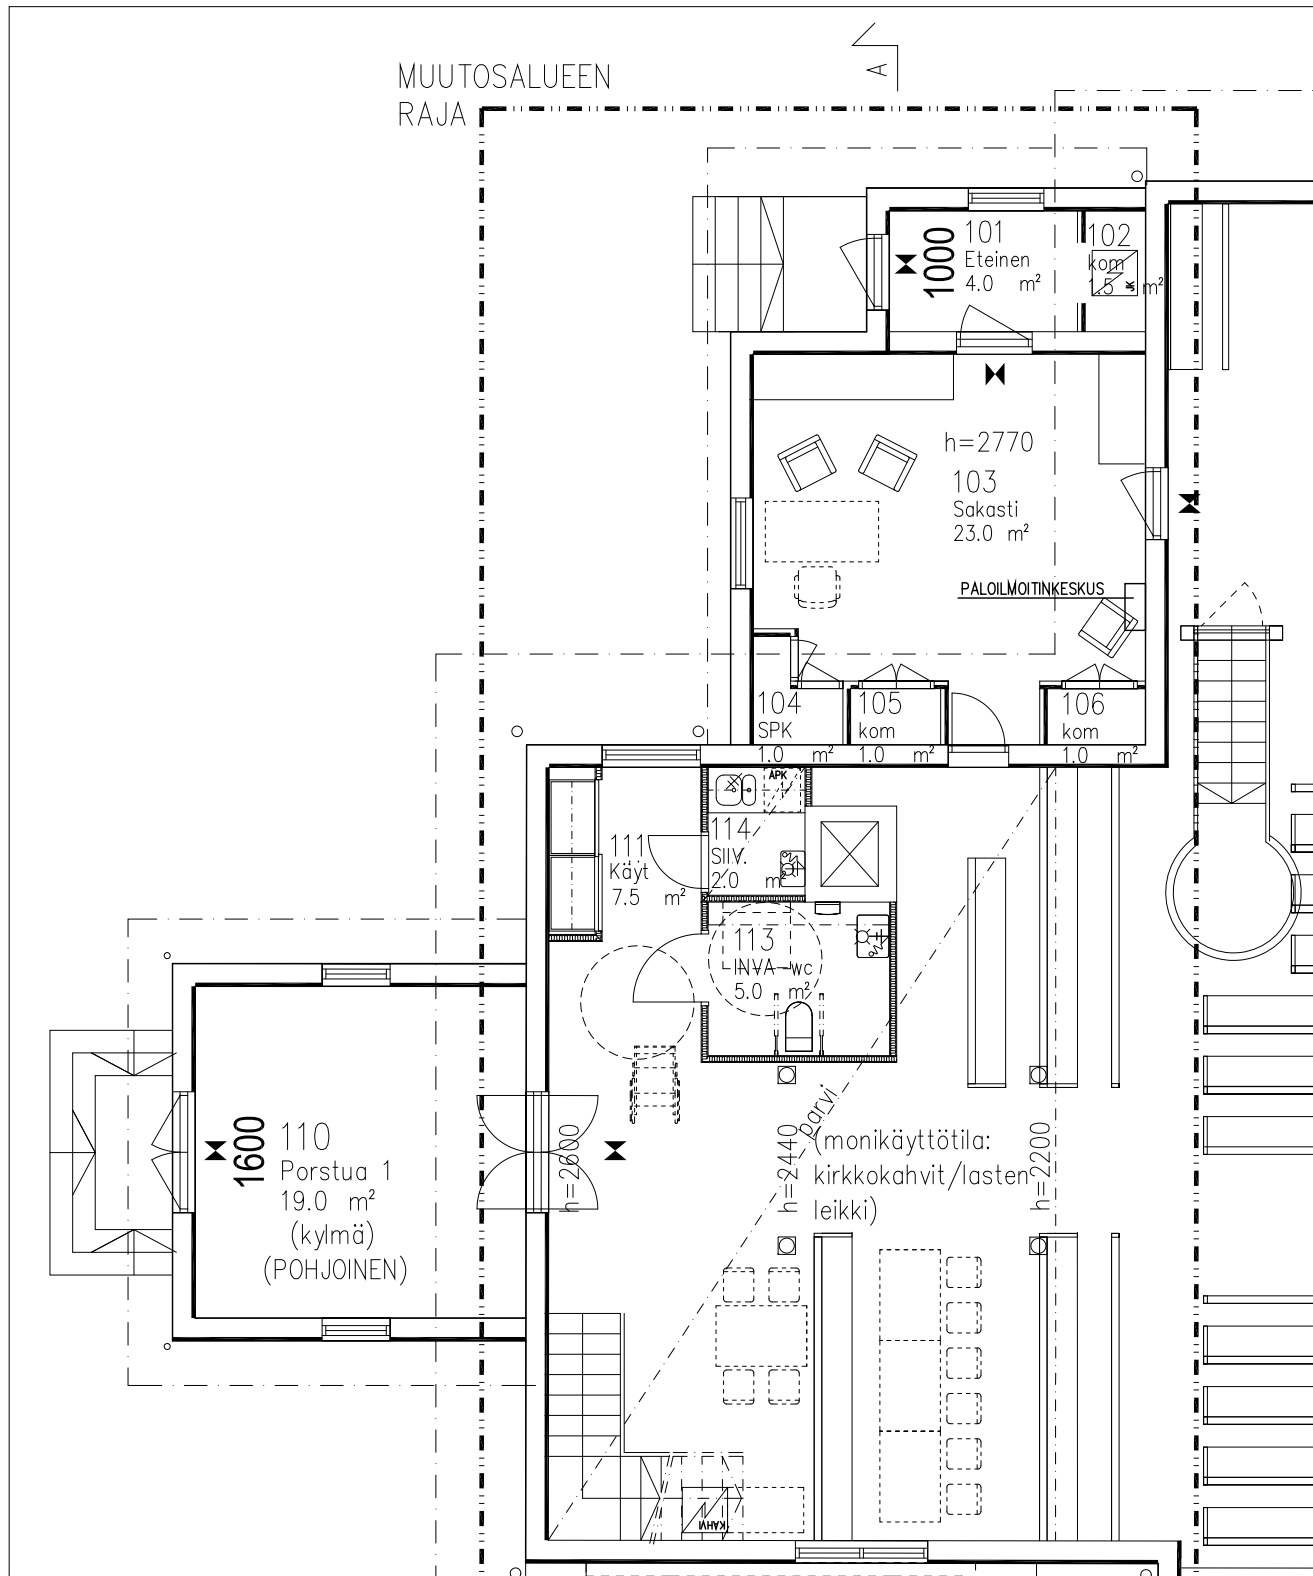 MUUTOSALUEEN
RAJA
A
1000
101
Eteinen
4.0 m²
102
kom
1.5 m²
JK
h=2770
103
Sakasti
23.0 m²
PALOILMOITINKESKUS
104
SPK
1.0 m²
105
kom
1.0 m²
106
kom
1.0 m²
APK
111
Käyt
7.5 m²
114
SIIV.
2.0 m²
113
INVA-wc
5.0 m²
1600
110
Porstua 1
19.0 m²
(kylmä)
(POHJOINEN)
h=2600
h=2440
parvi
(monikäyttötila:
kirkkokahvit/lasten
leikki)
h=2200
KAHVI